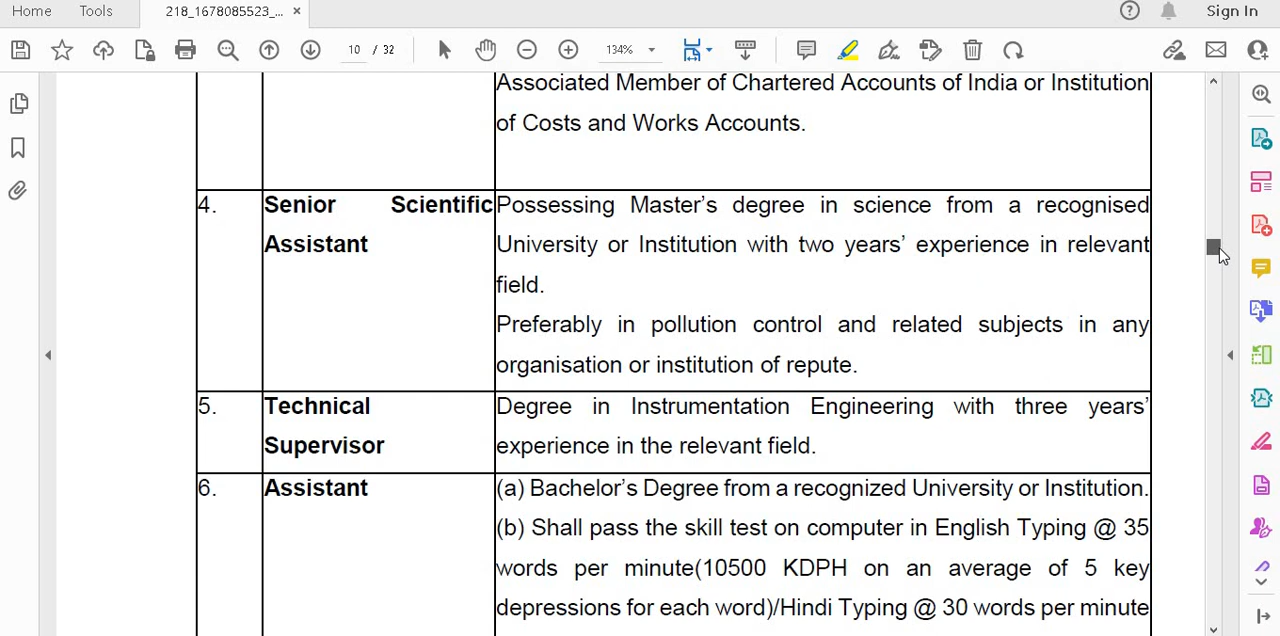 Home Tools 218_1678085523_... × Sign In
10 / 32 134%
Associated Member of Chartered Accounts of India or Institution
of Costs and Works Accounts.
4. Senior Scientific Possessing Master’s degree in science from a recognised
Assistant University or Institution with two years’ experience in relevant
field.
Preferably in pollution control and related subjects in any
organisation or institution of repute.
5. Technical Degree in Instrumentation Engineering with three years’
Supervisor experience in the relevant field.
6. Assistant (a) Bachelor’s Degree from a recognized University or Institution.
(b) Shall pass the skill test on computer in English Typing @ 35
words per minute(10500 KDPH on an average of 5 key
depressions for each word)/Hindi Typing @ 30 words per minute